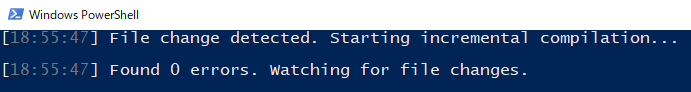 Windows PowerShell
[18:55:47] File change detected. Starting incremental compilation...
[18:55:47] Found 0 errors. Watching for file changes.